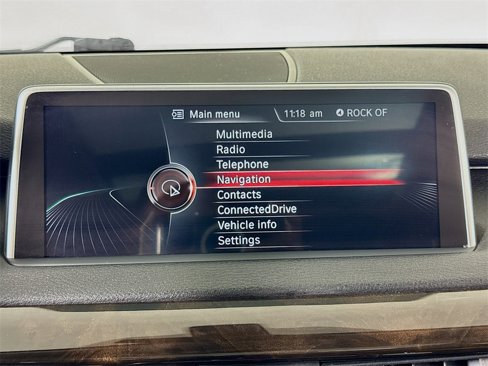 Main menu 11:18 am ROCK OF
Multimedia
Radio
Telephone
Navigation
Contacts
ConnectedDrive
Vehicle info
Settings